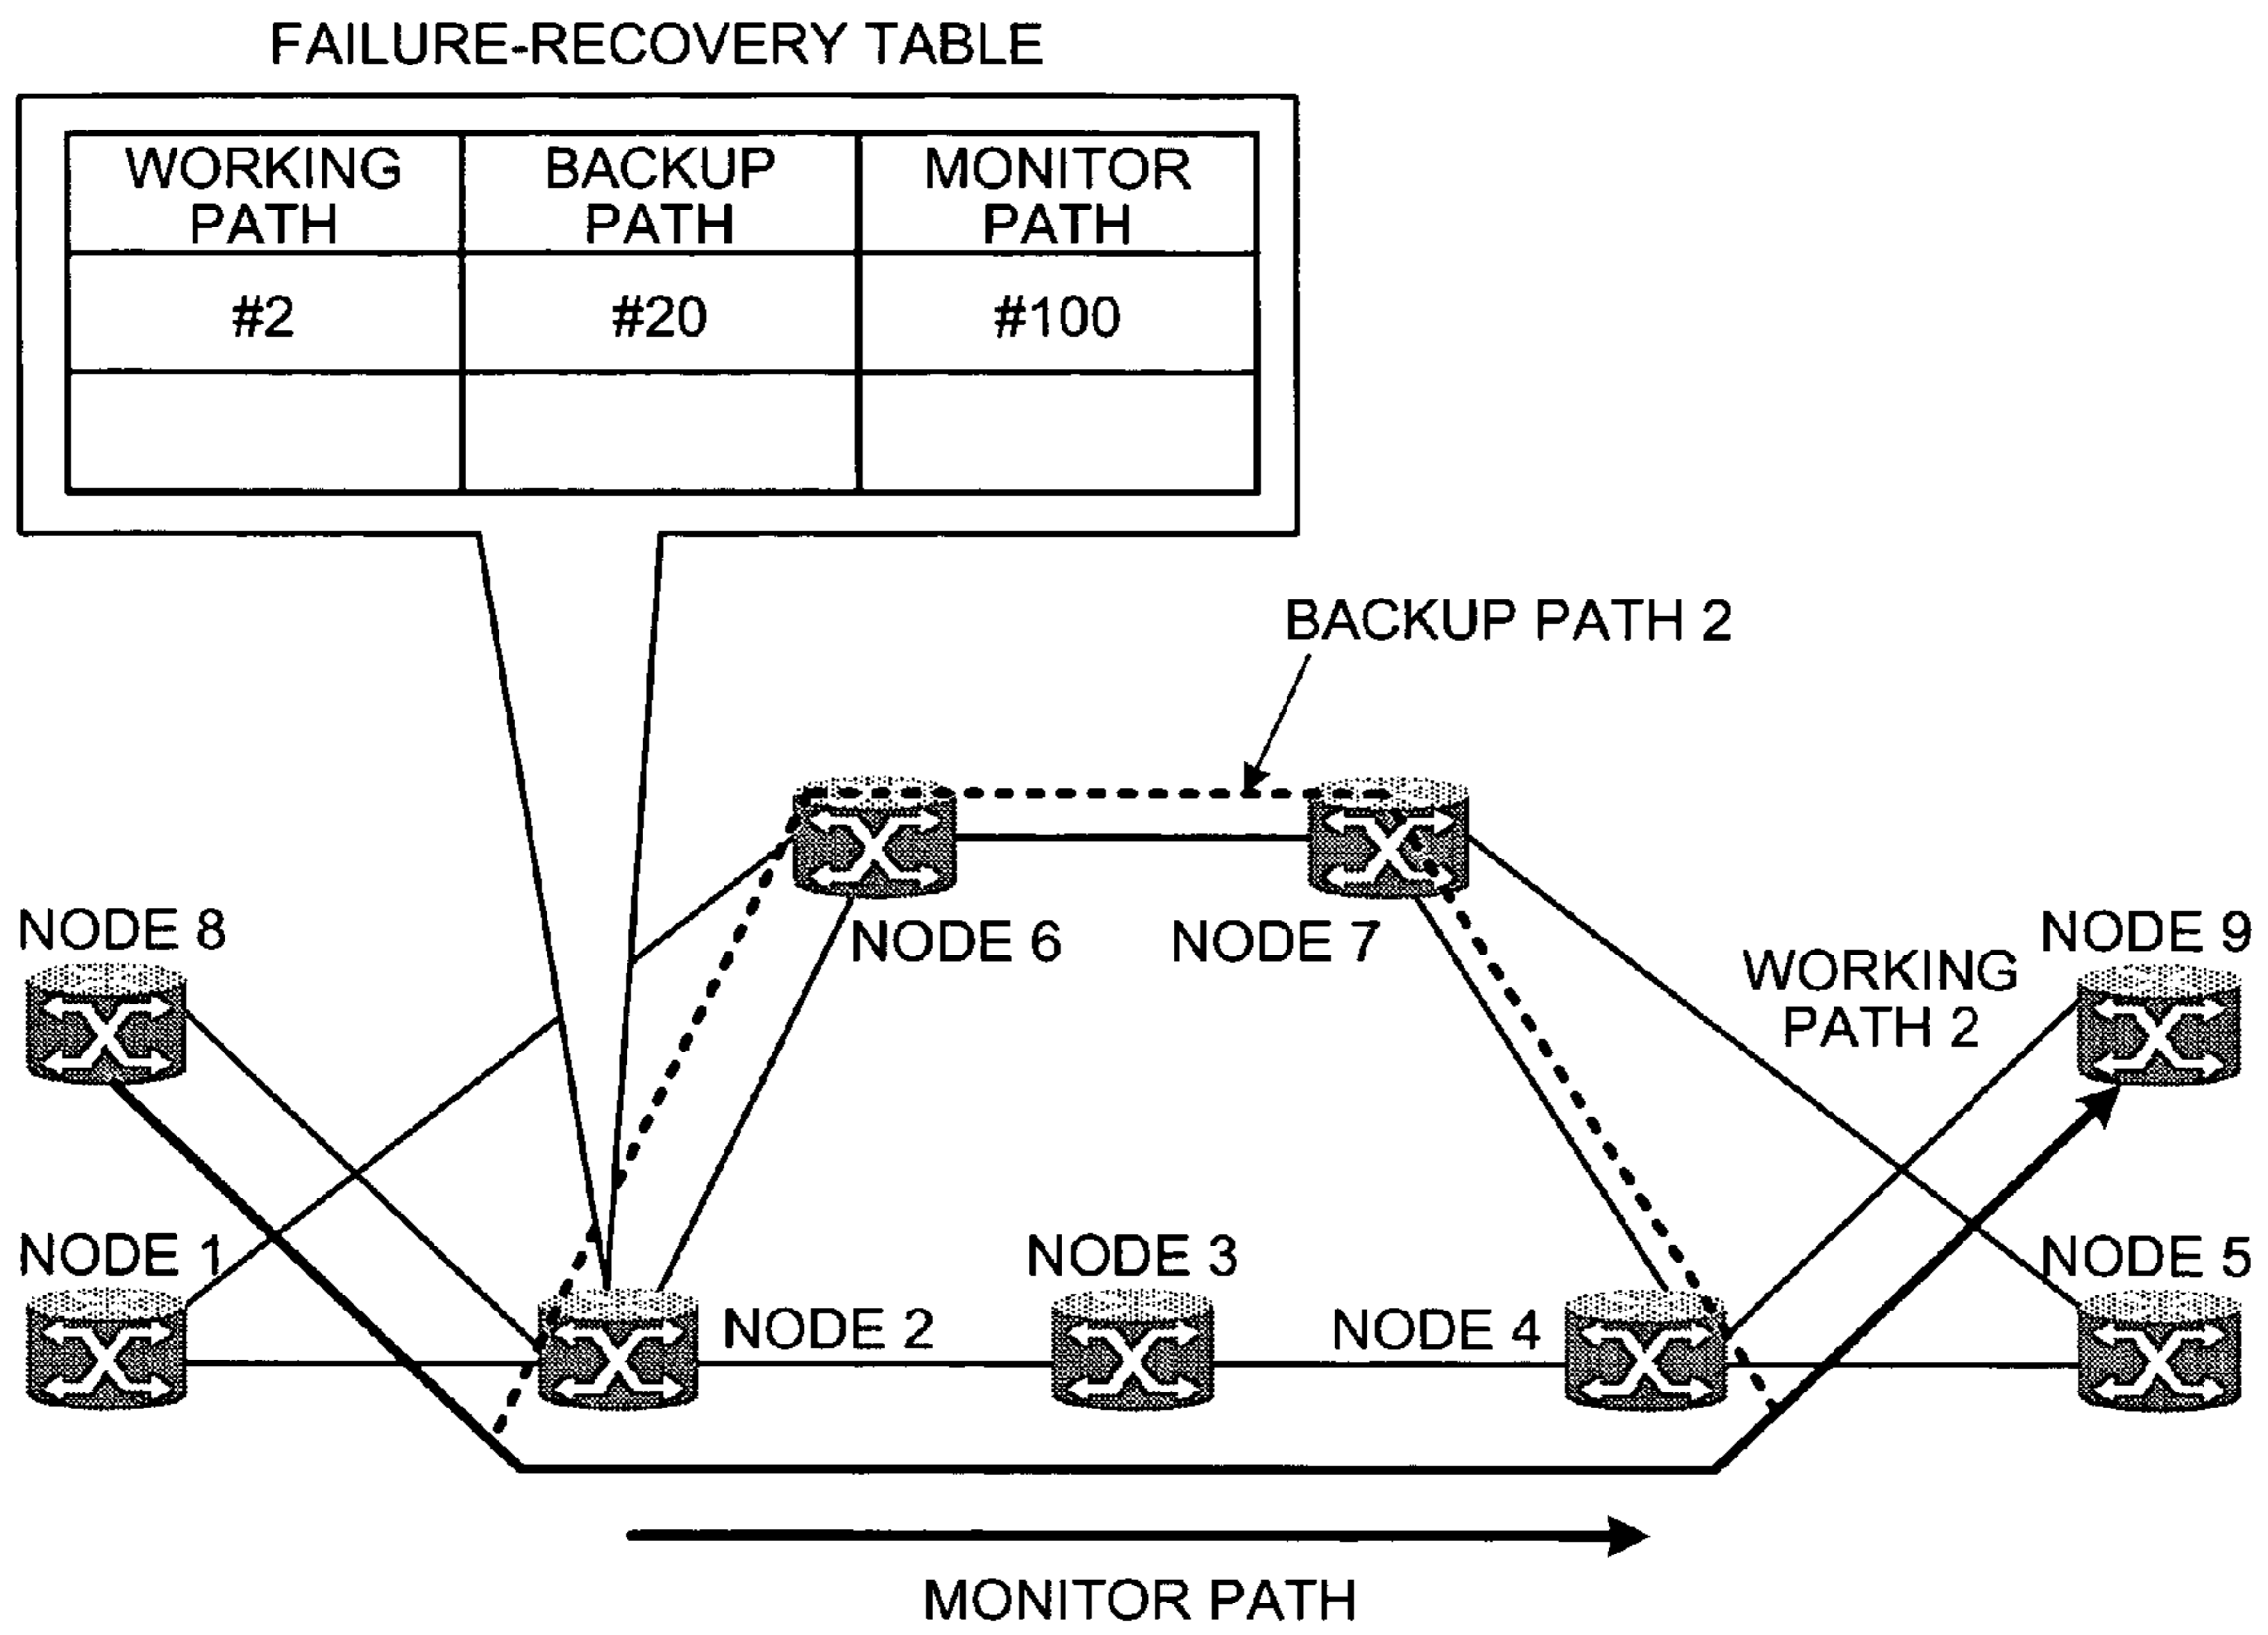 FAILURE-RECOVERY TABLE
WORKING PATH
BACKUP PATH
MONITOR PATH
#2
#20
#100
BACKUP PATH 2
NODE 6
NODE 7
NODE 8
NODE 9
WORKING PATH 2
NODE 1
NODE 2
NODE 3
NODE 4
NODE 5
MONITOR PATH